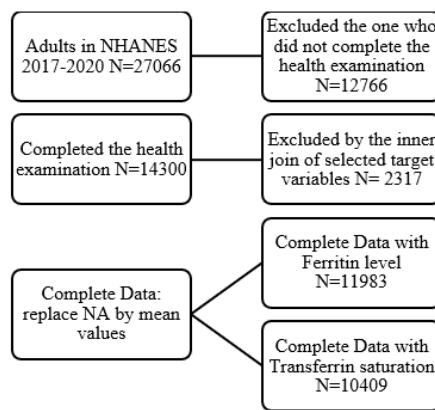 Adults in NHANES
2017-2020 N=27066
Excluded the one who
did not complete the
health examination
N=12766
Completed the health
examination N=14300
Excluded by the inner
join of selected target
variables N= 2317
Complete Data:
replace NA by mean
values
Complete Data with
Ferritin level
N=11983
Complete Data with
Transferrin saturation
N=10409